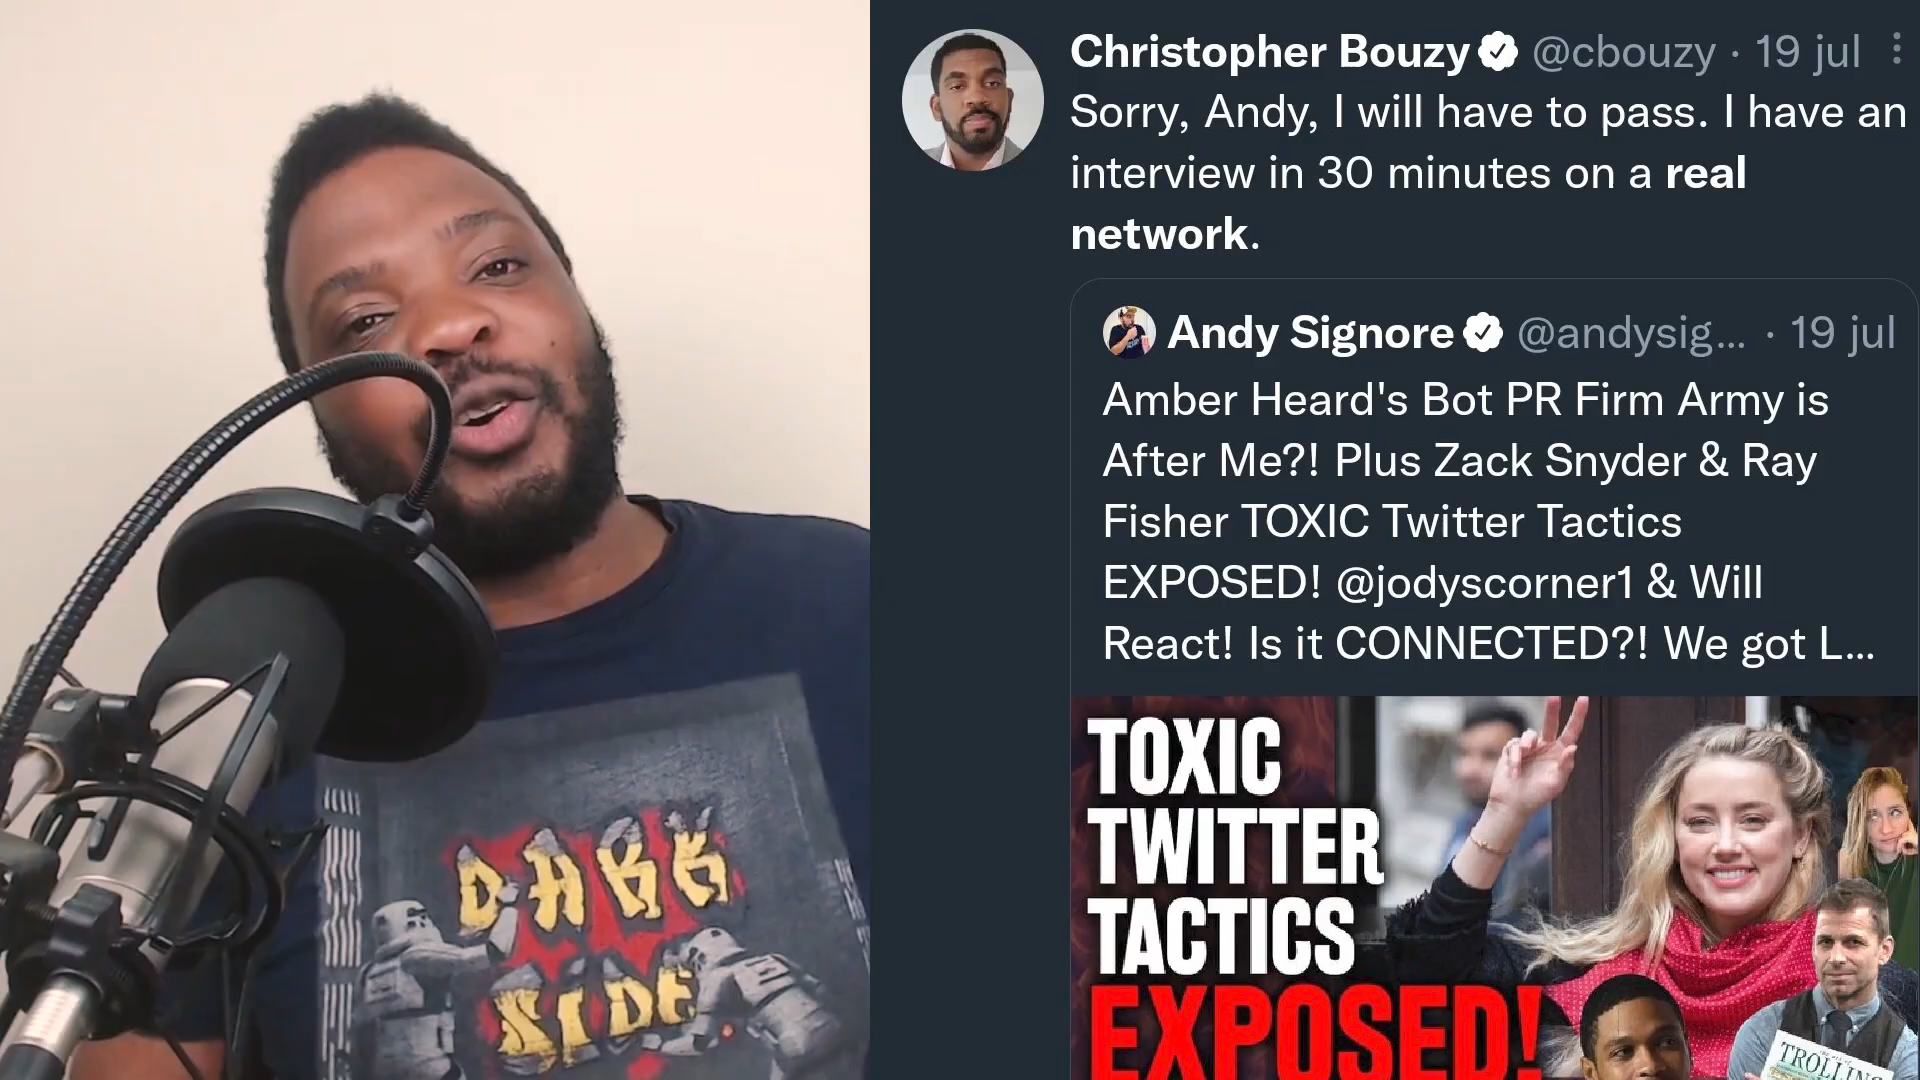 Christopher Bouzy @cbouzy · 19 jul
Sorry, Andy, I will have to pass. I have an
interview in 30 minutes on a real
network.
Andy Signore @andysig... · 19 jul
Amber Heard's Bot PR Firm Army is
After Me?! Plus Zack Snyder & Ray
Fisher TOXIC Twitter Tactics
EXPOSED! @jodyscorner1 & Will
React! Is it CONNECTED?! We got L...
TOXIC
TWITTER
TACTICS
EXPOSED!
DARK
SIDE